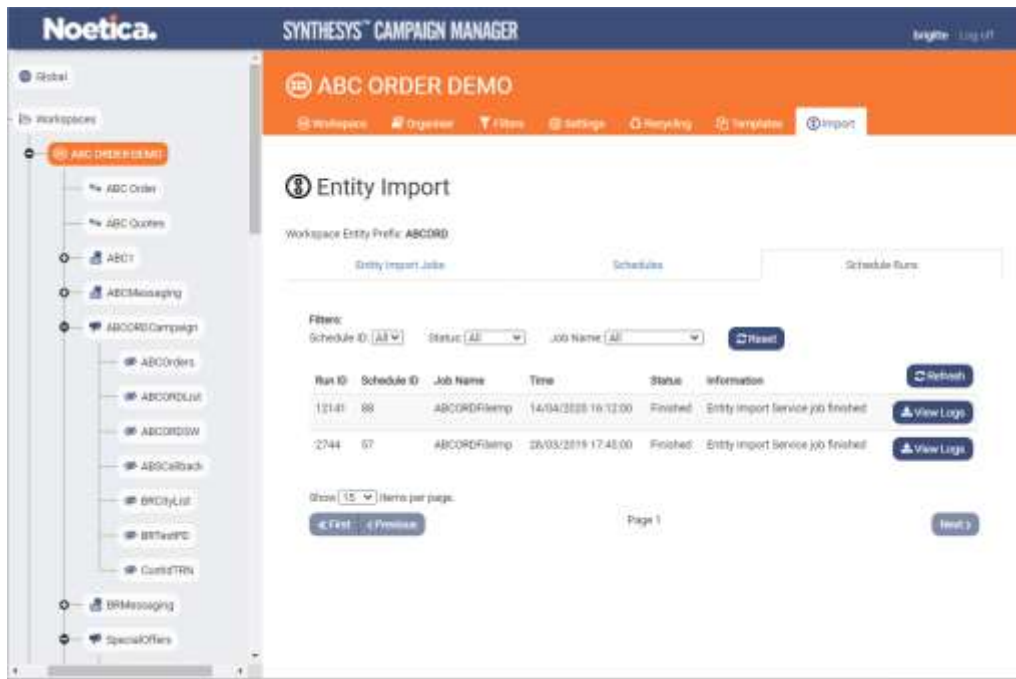 Noetica.
SYNTHESYS™ CAMPAIGN MANAGER
brigitte Log off
Global
Workspaces
ABC ORDER DEMO
ABC Order
ABC Quotes
ABC1
ABCMessaging
ABCORDCampaign
ABCOrders
ABCORDList
ABCORDSW
ABSCallback
BRCityList
BRTestPD
CustIdTRN
BRMessaging
SpecialOffers
ABC ORDER DEMO
Workspace Organiser Filters Settings Recycling Templates Import
Entity Import
Workspace Entity Prefix: ABCORD
Entity Import Jobs Schedules Schedule Runs
Filters:
Schedule ID: All Status: All Job Name: All Reset
Run ID Schedule ID Job Name Time Status Information Refresh
12141 88 ABCORDFileimp 14/04/2020 16:12:00 Finished Entity Import Service job finished View Logs
2744 57 ABCORDFileimp 28/03/2019 17:45:00 Finished Entity Import Service job finished View Logs
Show 15 items per page.
First Previous Page 1 Next